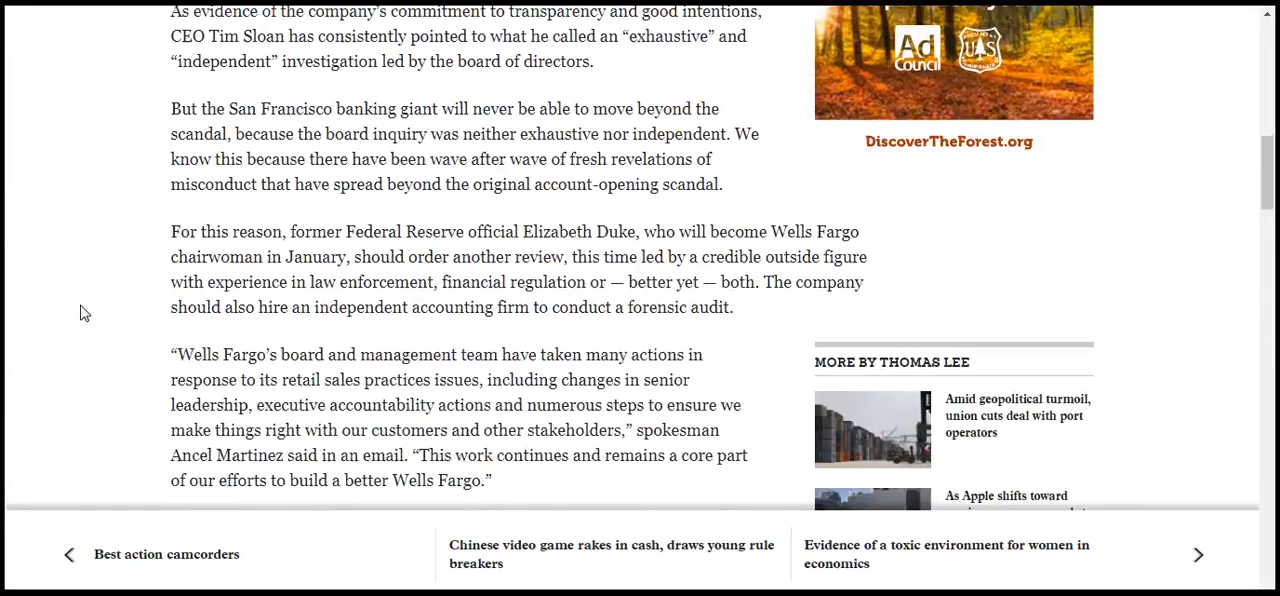 As evidence of the company’s commitment to transparency and good intentions,
CEO Tim Sloan has consistently pointed to what he called an “exhaustive” and
“independent” investigation led by the board of directors.
But the San Francisco banking giant will never be able to move beyond the
scandal, because the board inquiry was neither exhaustive nor independent. We
know this because there have been wave after wave of fresh revelations of
misconduct that have spread beyond the original account-opening scandal.
For this reason, former Federal Reserve official Elizabeth Duke, who will become Wells Fargo
chairwoman in January, should order another review, this time led by a credible outside figure
with experience in law enforcement, financial regulation or — better yet — both. The company
should also hire an independent accounting firm to conduct a forensic audit.
“Wells Fargo’s board and management team have taken many actions in
response to its retail sales practices issues, including changes in senior
leadership, executive accountability actions and numerous steps to ensure we
make things right with our customers and other stakeholders,” spokesman
Ancel Martinez said in an email. “This work continues and remains a core part
of our efforts to build a better Wells Fargo.”
Ad
Council
UAS
DiscoverTheForest.org
MORE BY THOMAS LEE
Amid geopolitical turmoil,
union cuts deal with port
operators
As Apple shifts toward
Best action camcorders
Chinese video game rakes in cash, draws young rule
breakers
Evidence of a toxic environment for women in
economics